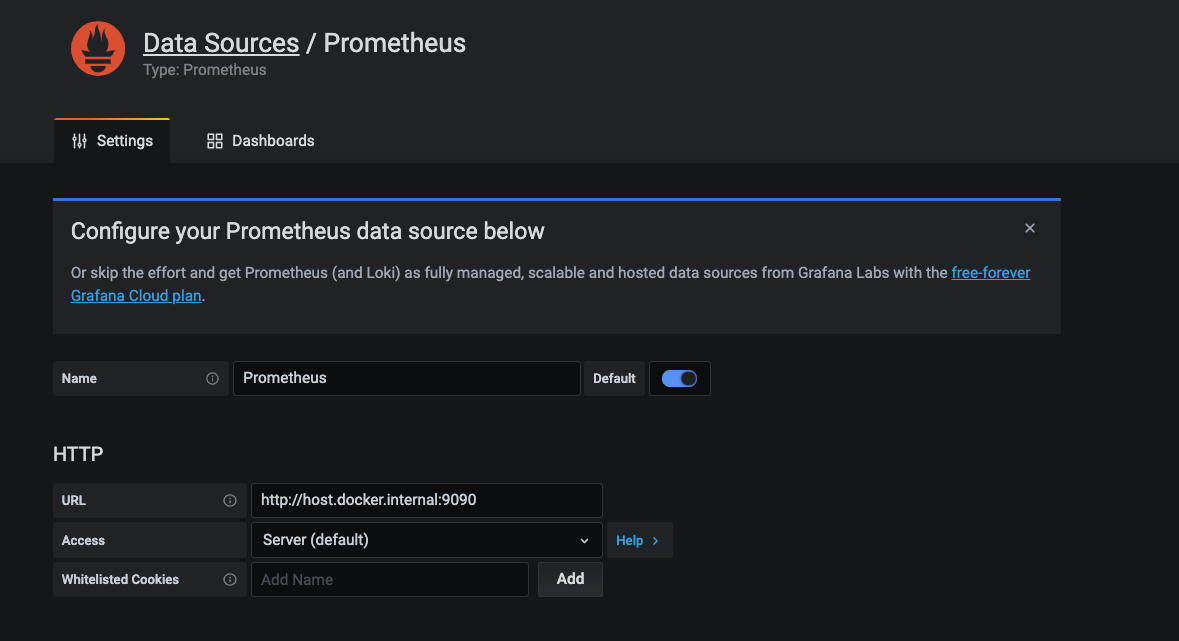 Data Sources / Prometheus
Type: Prometheus
Settings
Dashboards
Configure your Prometheus data source below
Or skip the effort and get Prometheus (and Loki) as fully managed, scalable and hosted data sources from Grafana Labs with the free-forever
Grafana Cloud plan.
Name
Prometheus
Default
HTTP
URL
http://host.docker.internal:9090
Access
Server (default)
Help
Whitelisted Cookies
Add Name
Add